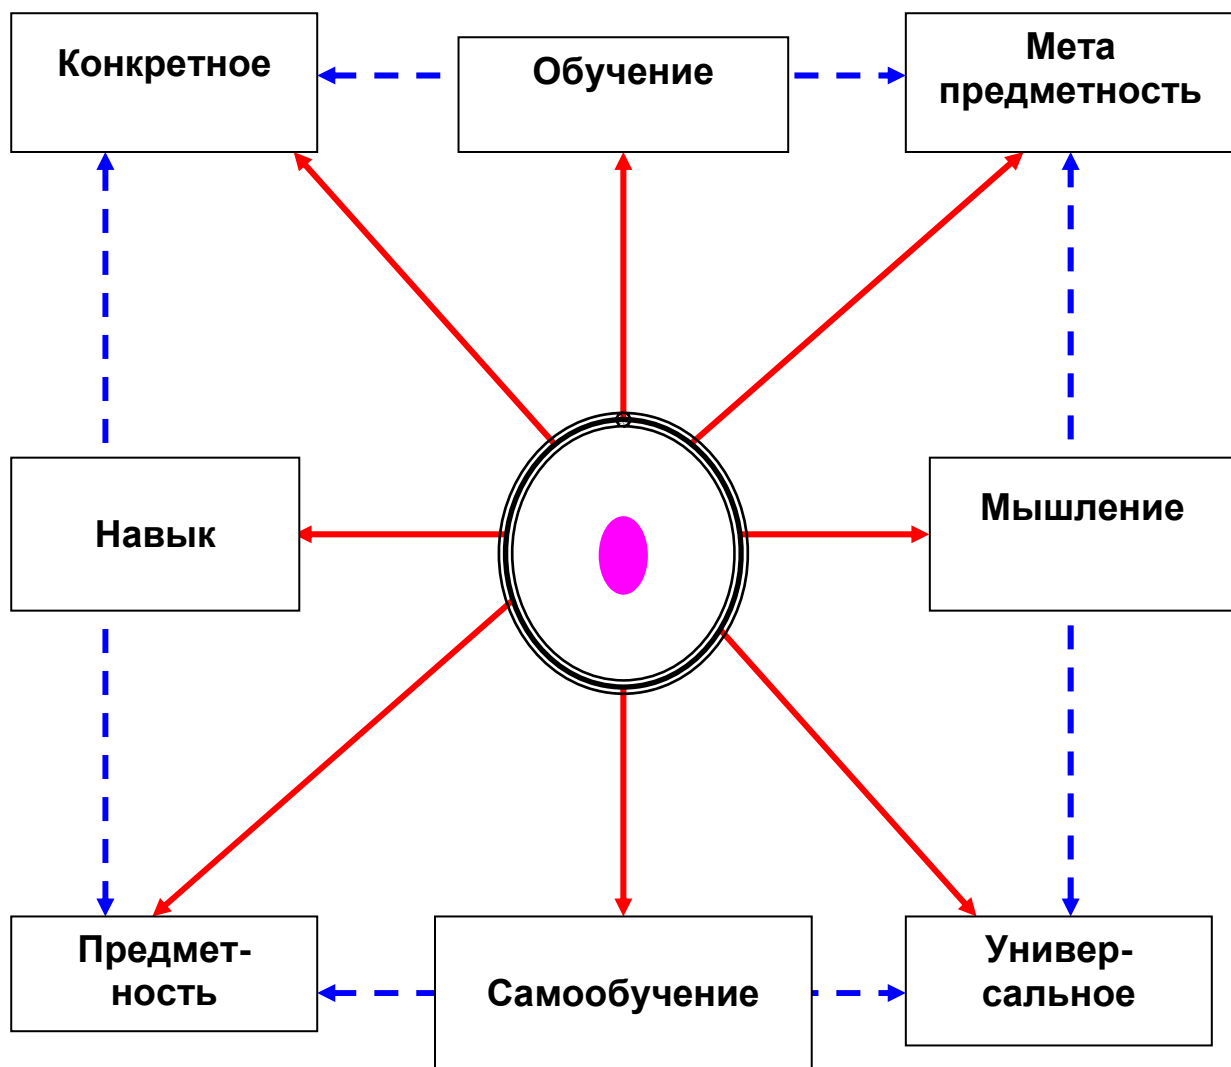 Конкретное
Обучение
Мета
предметность
Навык
Мышление
Предмет-
ность
Самообучение
Универ-
сальное